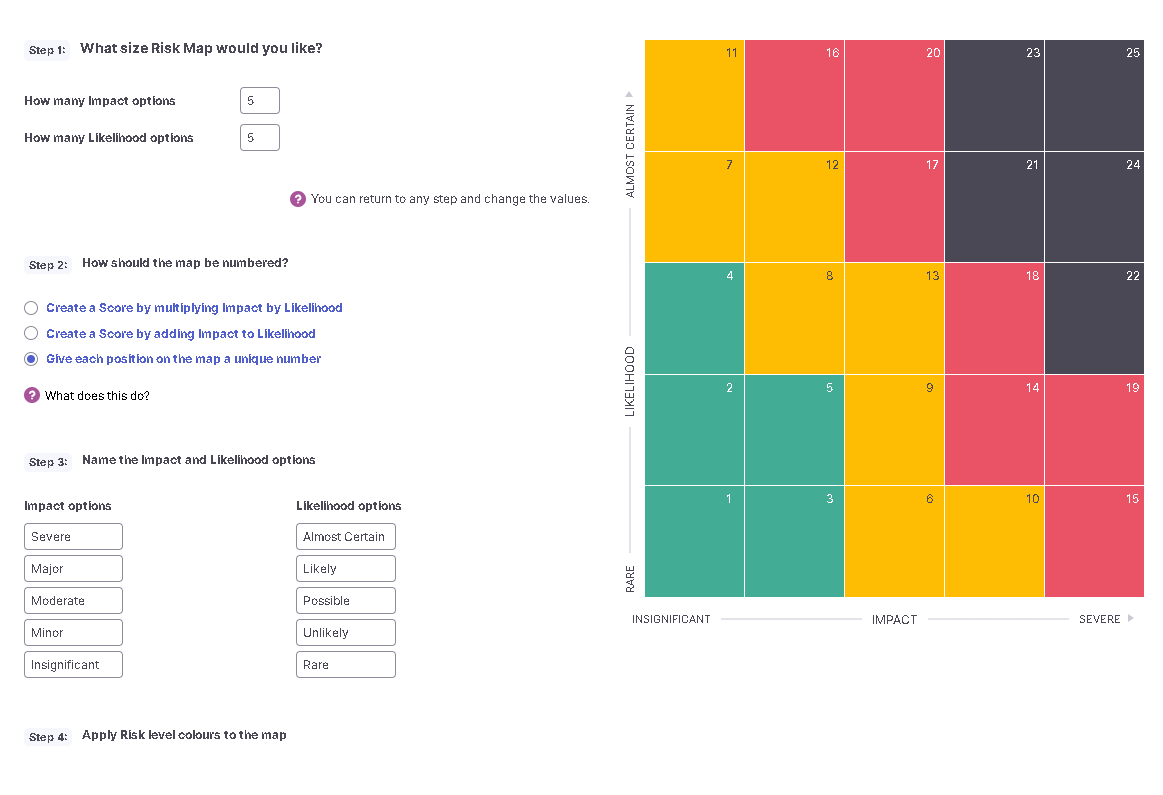 Step 1: What size Risk Map would you like?
How many Impact options 5
How many Likelihood options 5
? You can return to any step and change the values.
Step 2: How should the map be numbered?
Create a Score by multiplying Impact by Likelihood
Create a Score by adding Impact to Likelihood
Give each position on the map a unique number
? What does this do?
Step 3: Name the Impact and Likelihood options
Impact options Likelihood options
Severe Almost Certain
Major Likely
Moderate Possible
Minor Unlikely
Insignificant Rare
Step 4: Apply Risk level colours to the map
ALMOST CERTAIN
LIKELIHOOD
RARE
11 16 20 23 25
7 12 17 21 24
4 8 13 18 22
2 5 9 14 19
1 3 6 10 15
INSIGNIFICANT IMPACT SEVERE